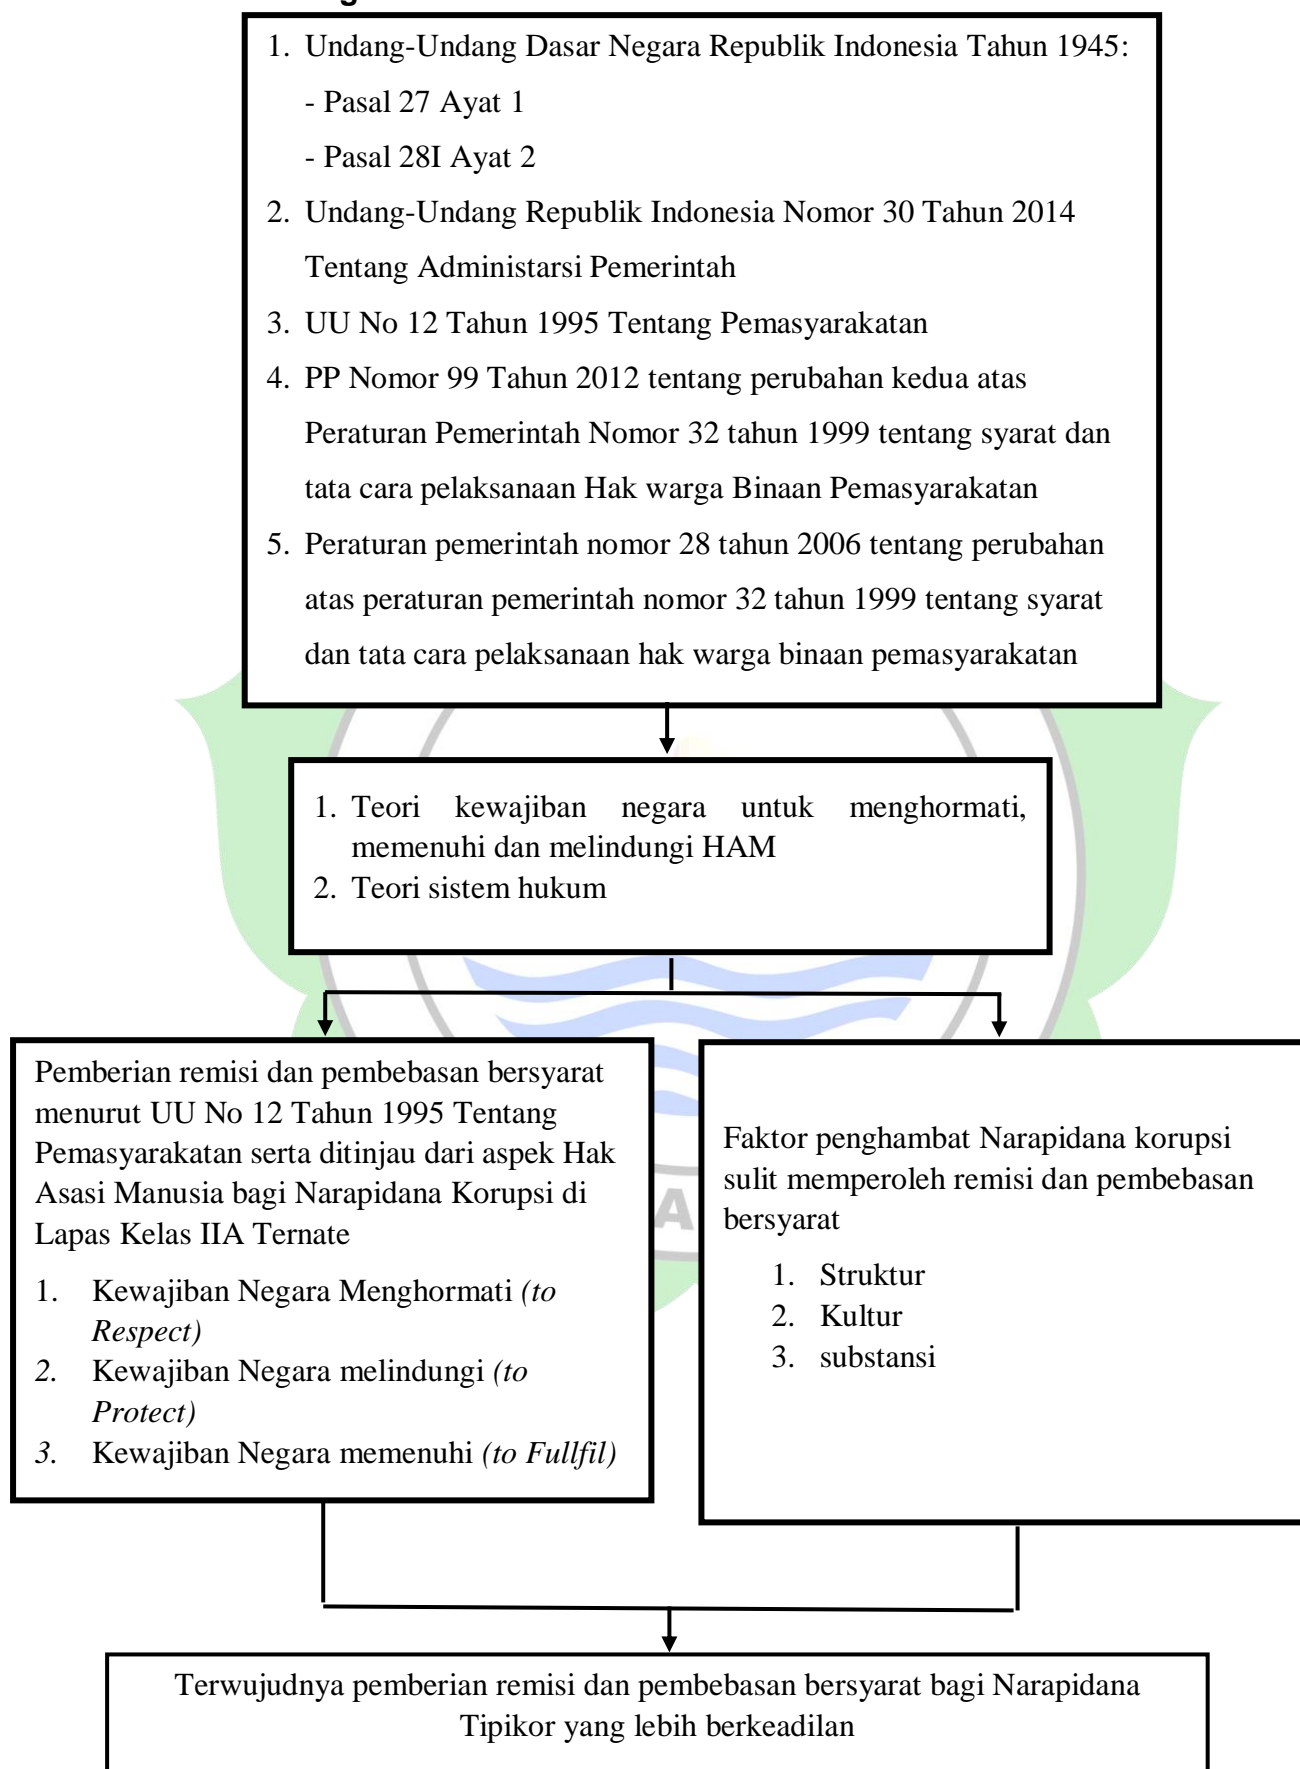 1. Undang-Undang Dasar Negara Republik Indonesia Tahun 1945:
- Pasal 27 Ayat 1
- Pasal 28I Ayat 2
2. Undang-Undang Republik Indonesia Nomor 30 Tahun 2014
Tentang Administarsi Pemerintah
3. UU No 12 Tahun 1995 Tentang Pemasyarakatan
4. PP Nomor 99 Tahun 2012 tentang perubahan kedua atas
Peraturan Pemerintah Nomor 32 tahun 1999 tentang syarat dan
tata cara pelaksanaan Hak warga Binaan Pemasyarakatan
5. Peraturan pemerintah nomor 28 tahun 2006 tentang perubahan
atas peraturan pemerintah nomor 32 tahun 1999 tentang syarat
dan tata cara pelaksanaan hak warga binaan pemasyarakatan
1. Teori kewajiban negara untuk menghormati,
memenuhi dan melindungi HAM
2. Teori sistem hukum
Pemberian remisi dan pembebasan bersyarat
menurut UU No 12 Tahun 1995 Tentang
Pemasyarakatan serta ditinjau dari aspek Hak
Asasi Manusia bagi Narapidana Korupsi di
Lapas Kelas IIA Ternate
1. Kewajiban Negara Menghormati (to
Respect)
2. Kewajiban Negara melindungi (to
Protect)
3. Kewajiban Negara memenuhi (to Fullfil)
A
Faktor penghambat Narapidana korupsi
sulit memperoleh remisi dan pembebasan
bersyarat
1. Struktur
2. Kultur
3. substansi
Terwujudnya pemberian remisi dan pembebasan bersyarat bagi Narapidana
Tipikor yang lebih berkeadilan